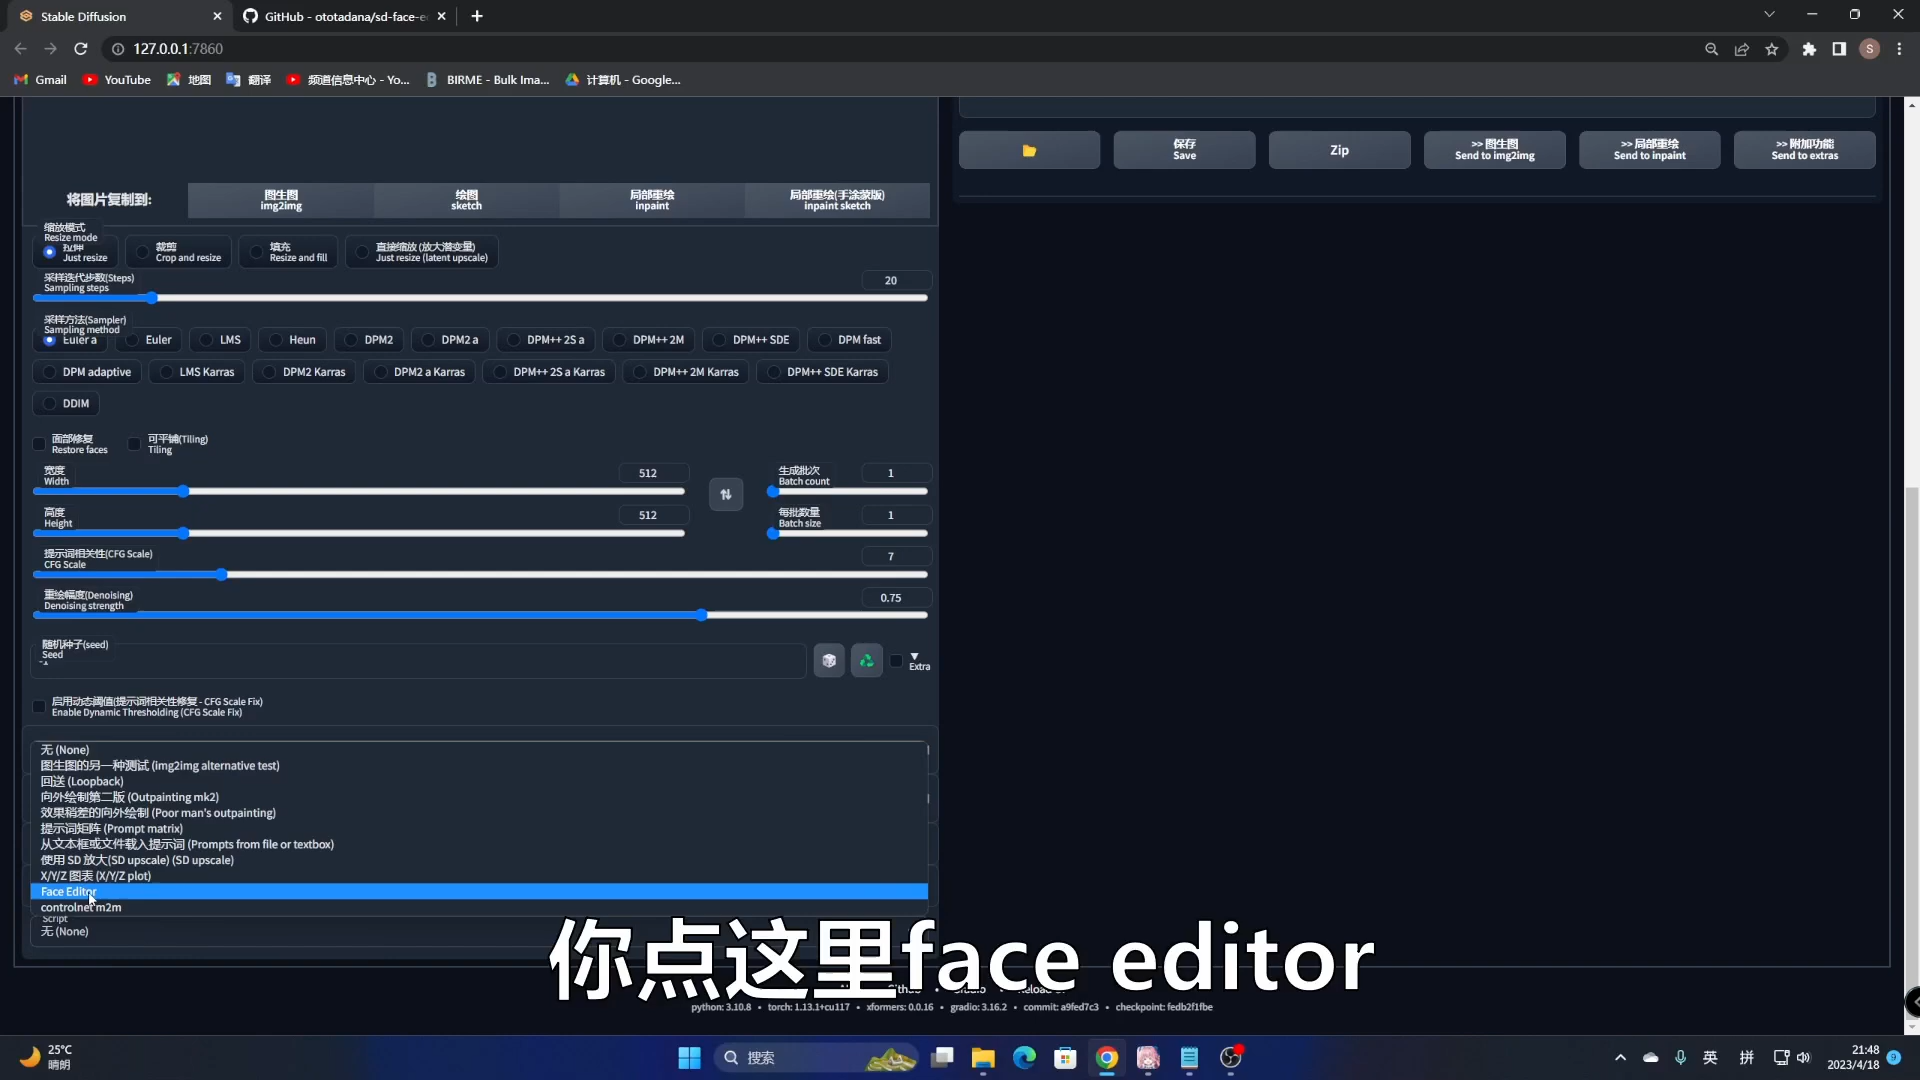 Stable Diffusion
GitHub - ototadana/sd-face-e
127.0.0.1:7860
Gmail
YouTube
地图
翻译
频道信息中心 - Yo...
BIRME - Bulk Ima...
计算机 - Google...
保存
Save
Zip
>> 图生图
Send to img2img
>> 局部重绘
Send to inpaint
>> 附加功能
Send to extras
将图片复制到:
图生图
img2img
绘图
sketch
局部重绘
inpaint
局部重绘(手涂蒙版)
inpaint sketch
缩放模式
Resize mode
拉伸
Just resize
裁剪
Crop and resize
填充
Resize and fill
直接缩放 (放大潜变量)
Just resize (latent upscale)
采样迭代步数(Steps)
Sampling steps
20
采样方法(Sampler)
Sampling method
Euler a
Euler
LMS
Heun
DPM2
DPM2 a
DPM++ 2S a
DPM++ 2M
DPM++ SDE
DPM fast
DPM adaptive
LMS Karras
DPM2 Karras
DPM2 a Karras
DPM++ 2S a Karras
DPM++ 2M Karras
DPM++ SDE Karras
DDIM
面部修复
Restore faces
可平铺(Tiling)
Tiling
宽度
Width
512
生成批次
Batch count
1
高度
Height
512
每批数量
Batch size
1
提示词相关性(CFG Scale)
CFG Scale
7
重绘幅度(Denoising)
Denoising strength
0.75
随机种子(seed)
Seed
-1
▼
Extra
启用动态阈值(提示词相关性修复 - CFG Scale Fix)
Enable Dynamic Thresholding (CFG Scale Fix)
无 (None)
图生图的另一种测试 (img2img alternative test)
回送 (Loopback)
向外绘制第二版 (Outpainting mk2)
效果稍差的向外绘制 (Poor man's outpainting)
提示词矩阵 (Prompt matrix)
从文本框或文件载入提示词 (Prompts from file or textbox)
使用 SD 放大(SD upscale) (SD upscale)
X/Y/Z 图表 (X/Y/Z plot)
Face Editor
controlnet m2m
Script
无 (None)
你点这里face editor
python: 3.10.8 • torch: 1.13.1+cu117 • xformers: 0.0.16 • gradio: 3.16.2 • commit: a9fed7c3 • checkpoint: fedb2f1fbe
25°C
晴朗
搜索
英
拼
21:48
2023/4/18
9